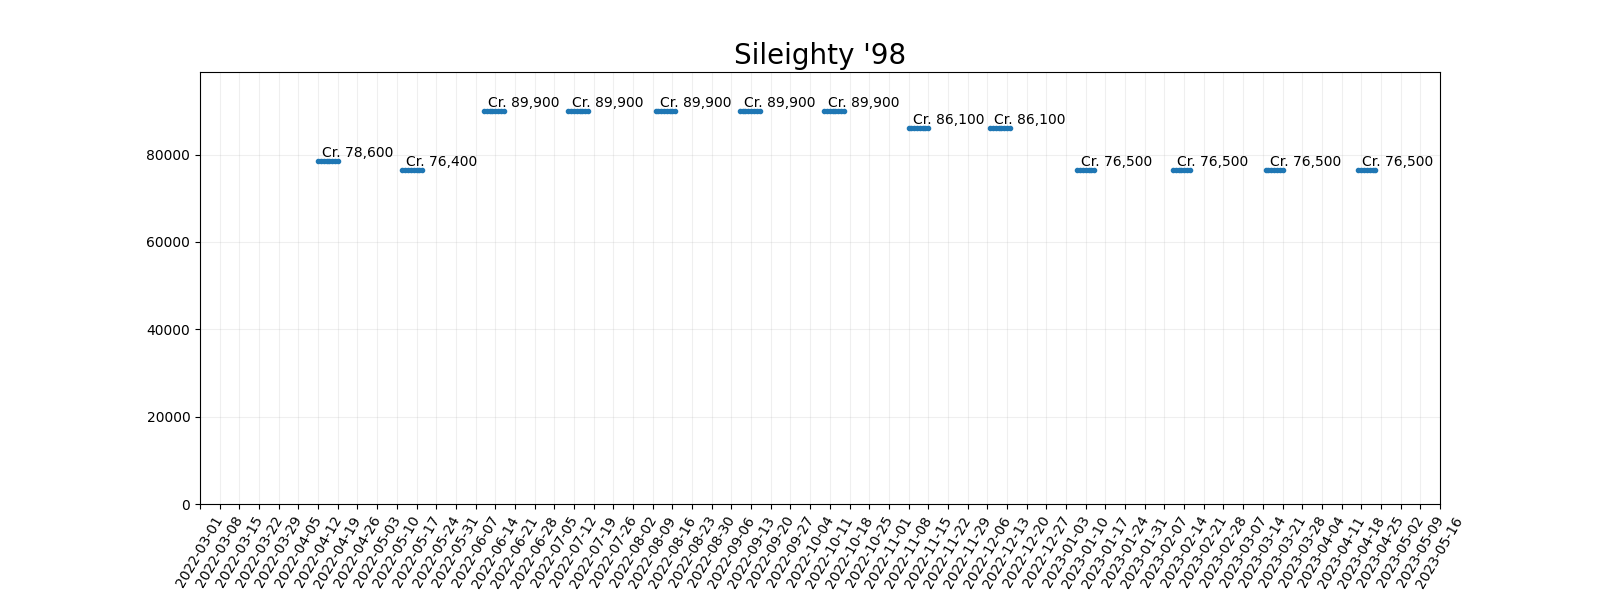 Sileighty '98
Cr. 89,900 Cr. 89,900 Cr. 89,900 Cr. 89,900 Cr. 89,900
Cr. 86,100 Cr. 86,100
80000 Cr. 78,600 Cr. 76,400 Cr. 76,500 Cr. 76,500 Cr. 76,500 Cr. 76,500
60000
40000
20000
0
2022-03-01 2022-03-08 2022-03-15 2022-03-22 2022-03-29 2022-04-05 2022-04-12 2022-04-19 2022-04-26 2022-05-03 2022-05-10 2022-05-17 2022-05-24 2022-05-31 2022-06-07 2022-06-14 2022-06-21 2022-06-28 2022-07-05 2022-07-12 2022-07-19 2022-07-26 2022-08-02 2022-08-09 2022-08-16 2022-08-23 2022-08-30 2022-09-06 2022-09-13 2022-09-20 2022-09-27 2022-10-04 2022-10-11 2022-10-18 2022-10-25 2022-11-01 2022-11-08 2022-11-15 2022-11-22 2022-11-29 2022-12-06 2022-12-13 2022-12-20 2022-12-27 2023-01-03 2023-01-10 2023-01-17 2023-01-24 2023-01-31 2023-02-07 2023-02-14 2023-02-21 2023-02-28 2023-03-07 2023-03-14 2023-03-21 2023-03-28 2023-04-04 2023-04-11 2023-04-18 2023-04-25 2023-05-02 2023-05-09 2023-05-16